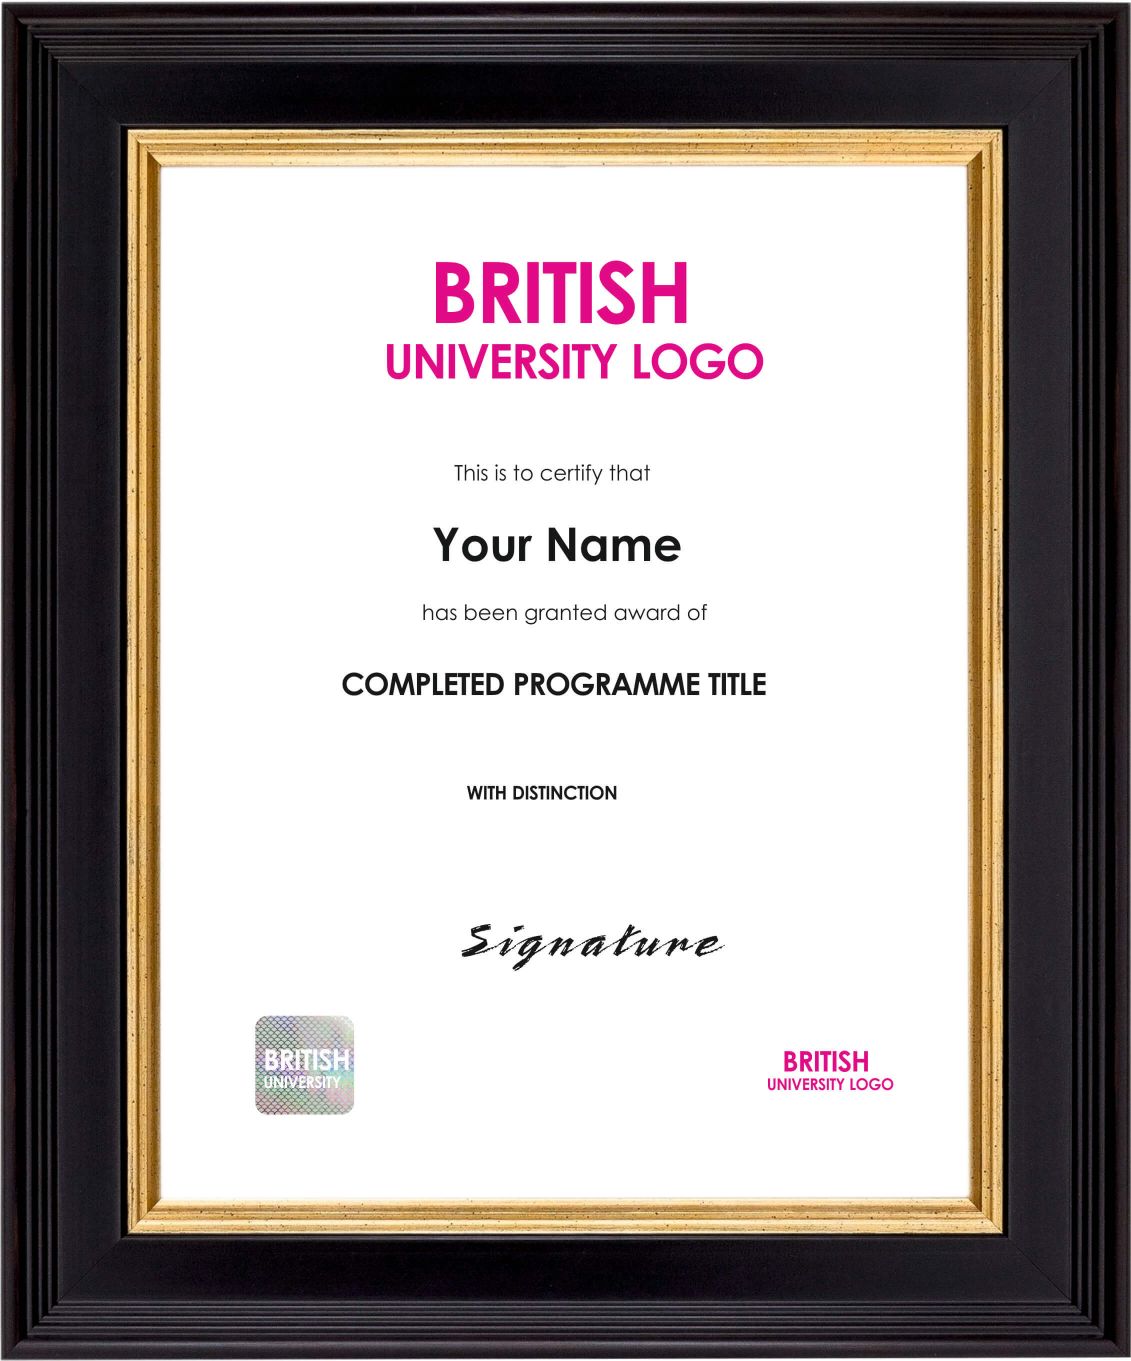 BRITISH
UNIVERSITY LOGO
This is to certify that
Your Name
has been granted award of
COMPLETED PROGRAMME TITLE
WITH DISTINCTION
Signature
BRITISH
UNIVERSITY
BRITISH
UNIVERSITY LOGO